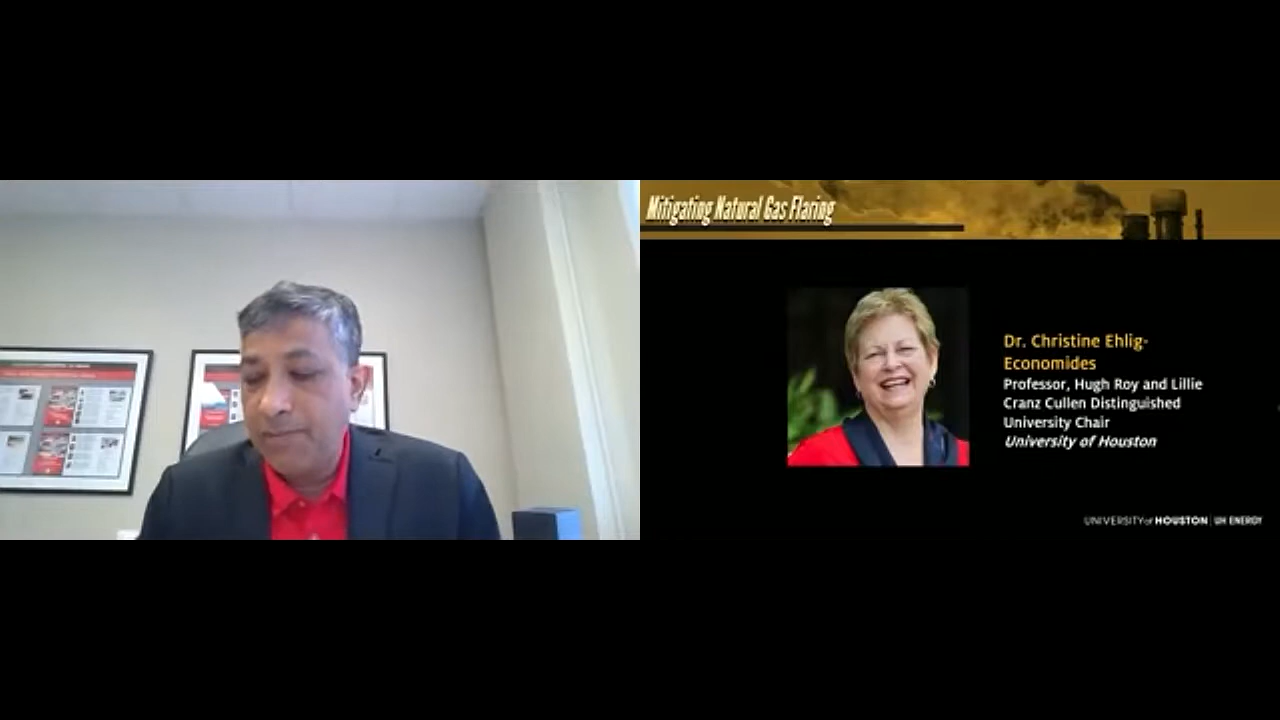 Mitigating Natural Gas Flaring
Dr. Christine Ehlig-
Economides
Professor, Hugh Roy and Lillie
Cranz Cullen Distinguished
University Chair
University of Houston
UNIVERSITY of HOUSTON | UH ENERGY